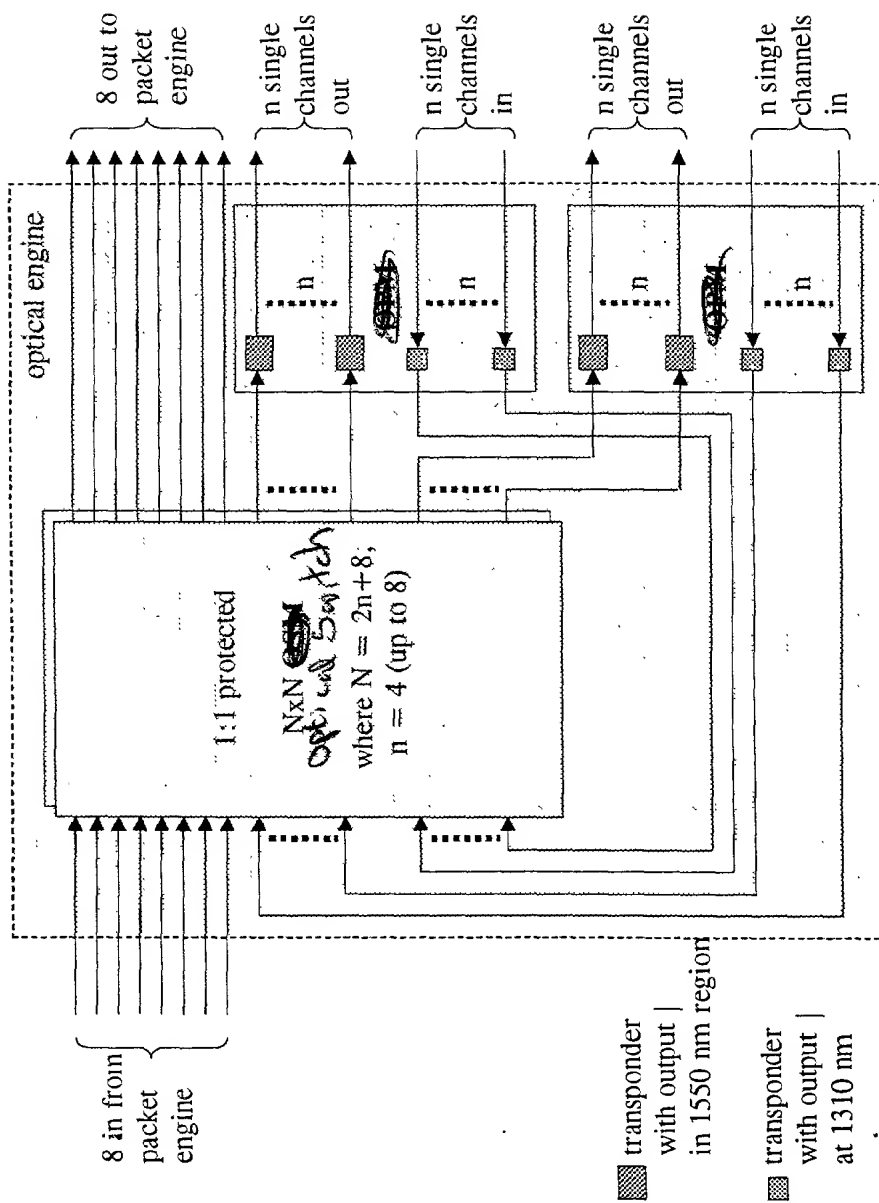 8 out to
packet
engine
n single
channels
out
n single
channels
in
n single
channels
out
n single
channels
in
optical engine
n
n
n
n
1:1 protected
NxN
Optical Switch
where N = 2n+8;
n = 4 (up to 8)
8 in from
packet
engine
transponder
with output
in 1550 nm region
transponder
with output
at 1310 nm